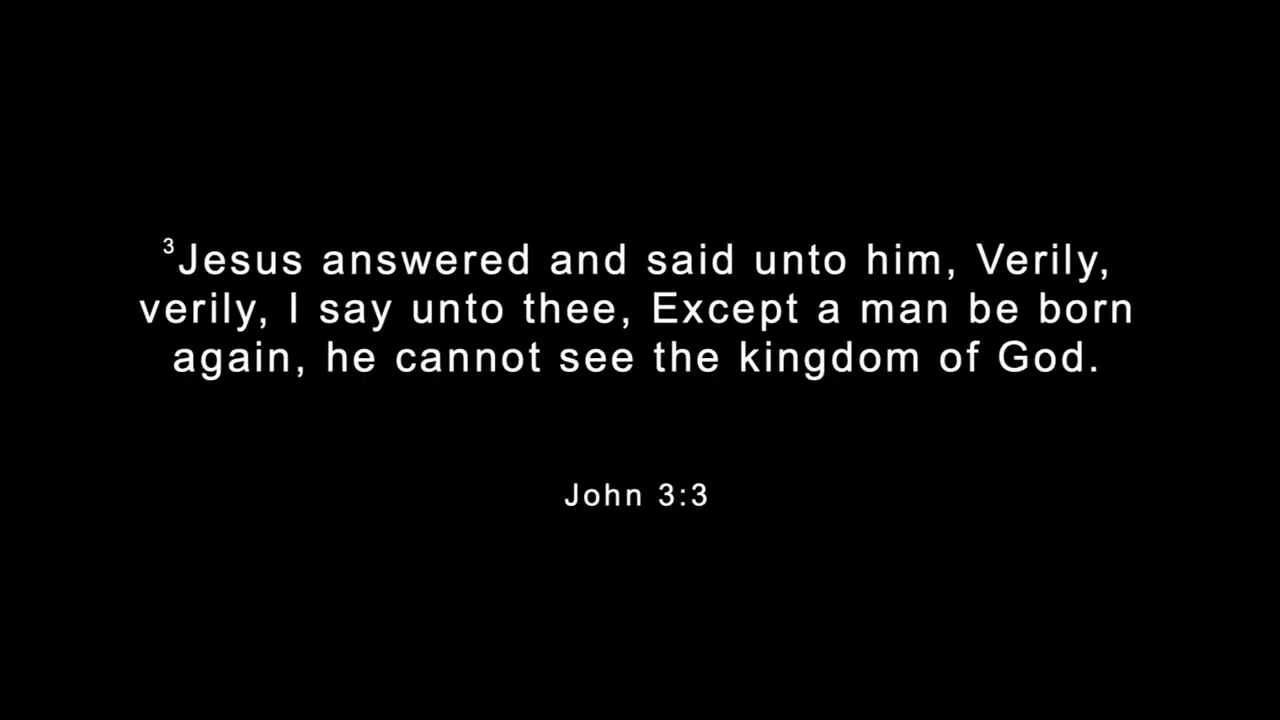 ³Jesus answered and said unto him, Verily,
verily, I say unto thee, Except a man be born
again, he cannot see the kingdom of God.
John 3:3